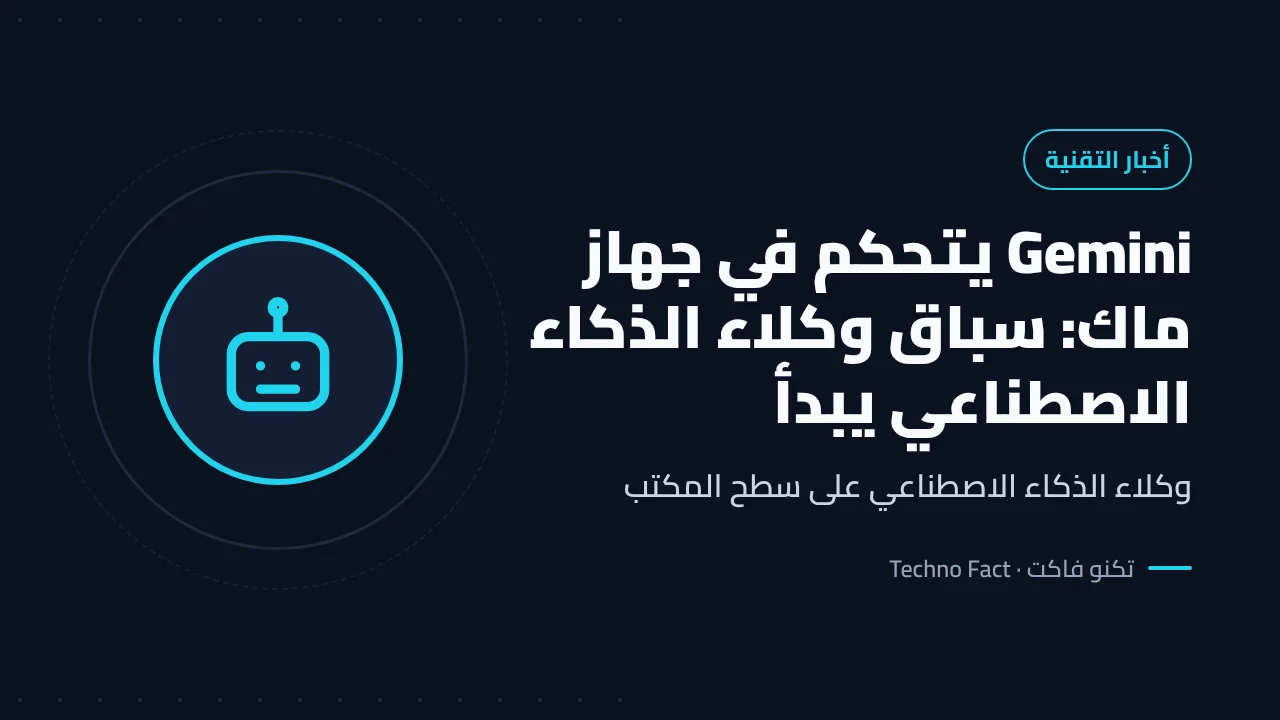 أخبار التقنية
Gemini يتحكم في جهاز
ماك: سباق وكلاء الذكاء
الاصطناعي يبدأ
وكلاء الذكاء الاصطناعي على سطح المكتب
تكنو فاكت · Techno Fact